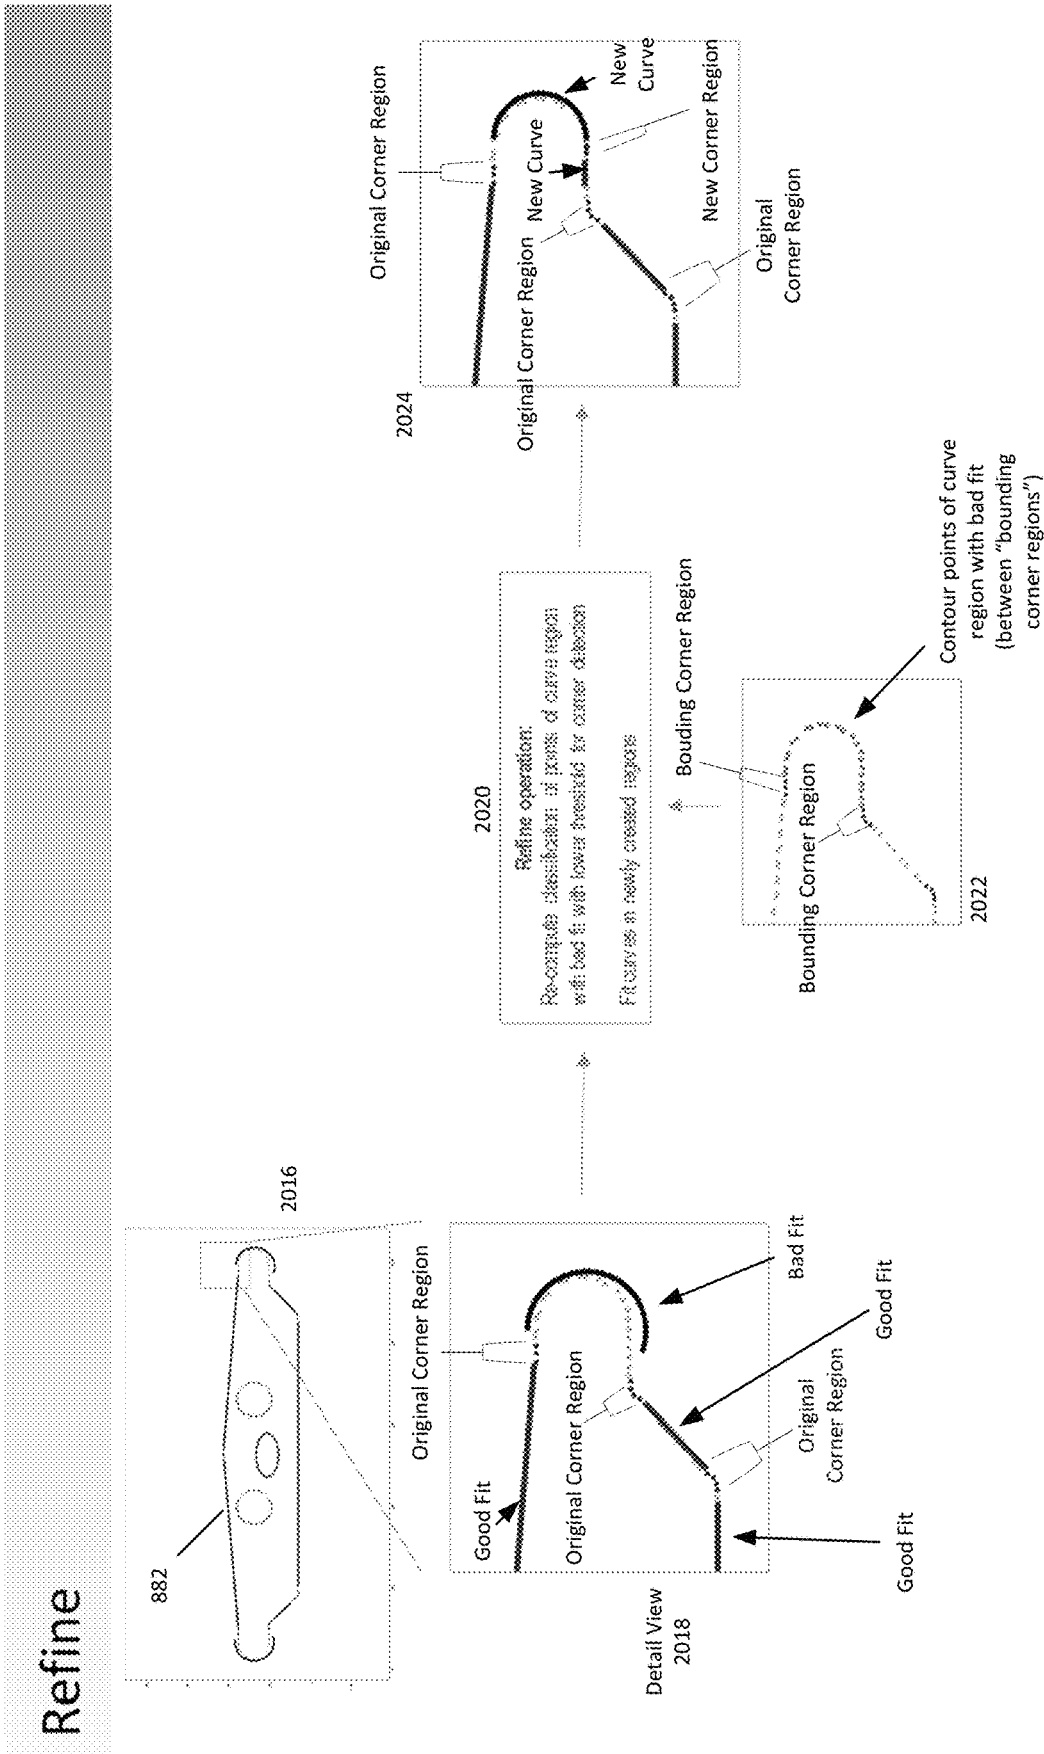 Refine
882
2016
Original Corner Region
Good Fit
Original Corner Region
Bad Fit
Good Fit
Original
Corner Region
Good Fit
Detail View
2018
2020
Refine operation:
Re-compute classification of points of curve region
with bad fit with lower threshold for corner detection
Fit curves in newly created regions
Bouding Corner Region
Bounding Corner Region
2022
Contour points of curve
region with bad fit
(between "bounding
corner regions")
2024
Original Corner Region
New
Curve
New Curve
Original Corner Region
New Corner Region
Original
Corner Region